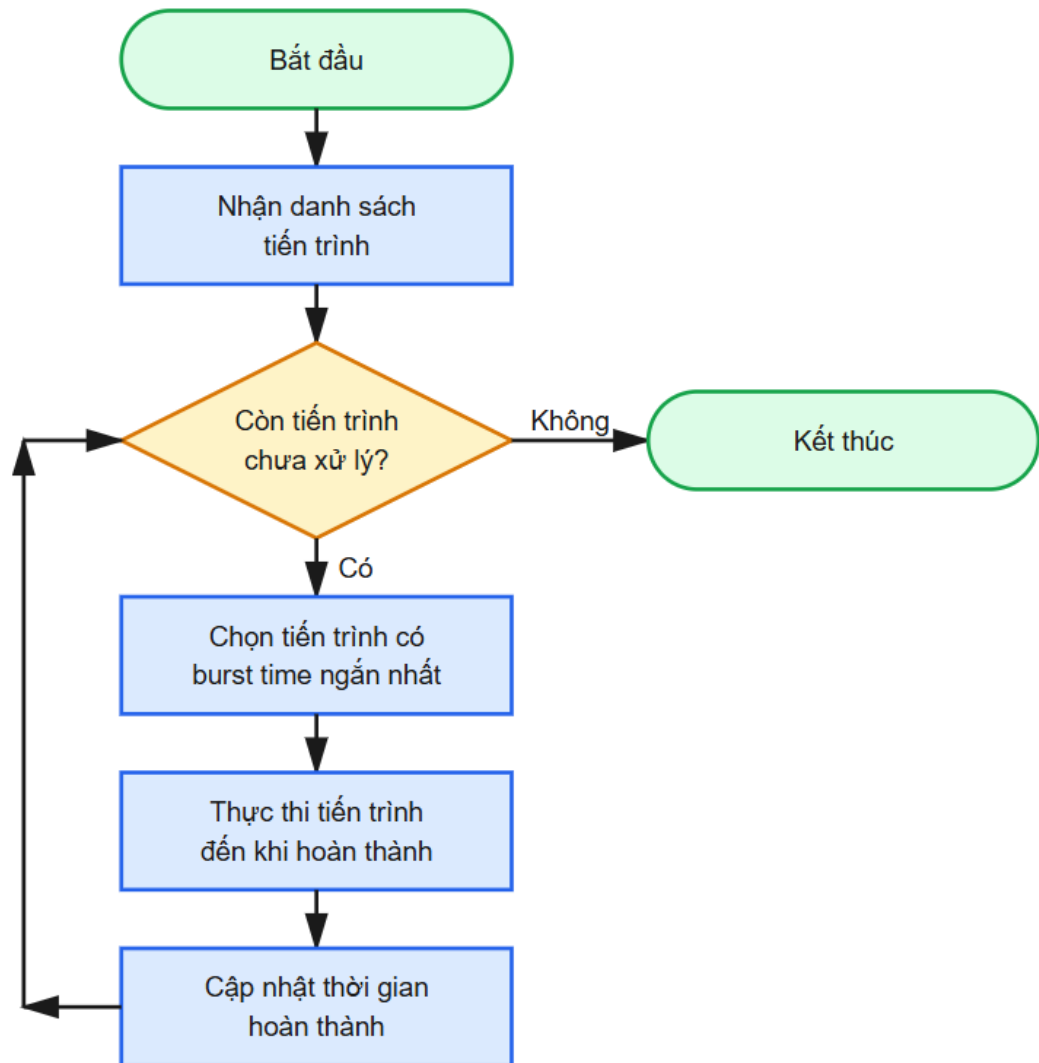 Bắt đầu
Nhận danh sách
tiến trình
Còn tiến trình
chưa xử lý?
Không
Kết thúc
Có
Chọn tiến trình có
burst time ngắn nhất
Thực thi tiến trình
đến khi hoàn thành
Cập nhật thời gian
hoàn thành